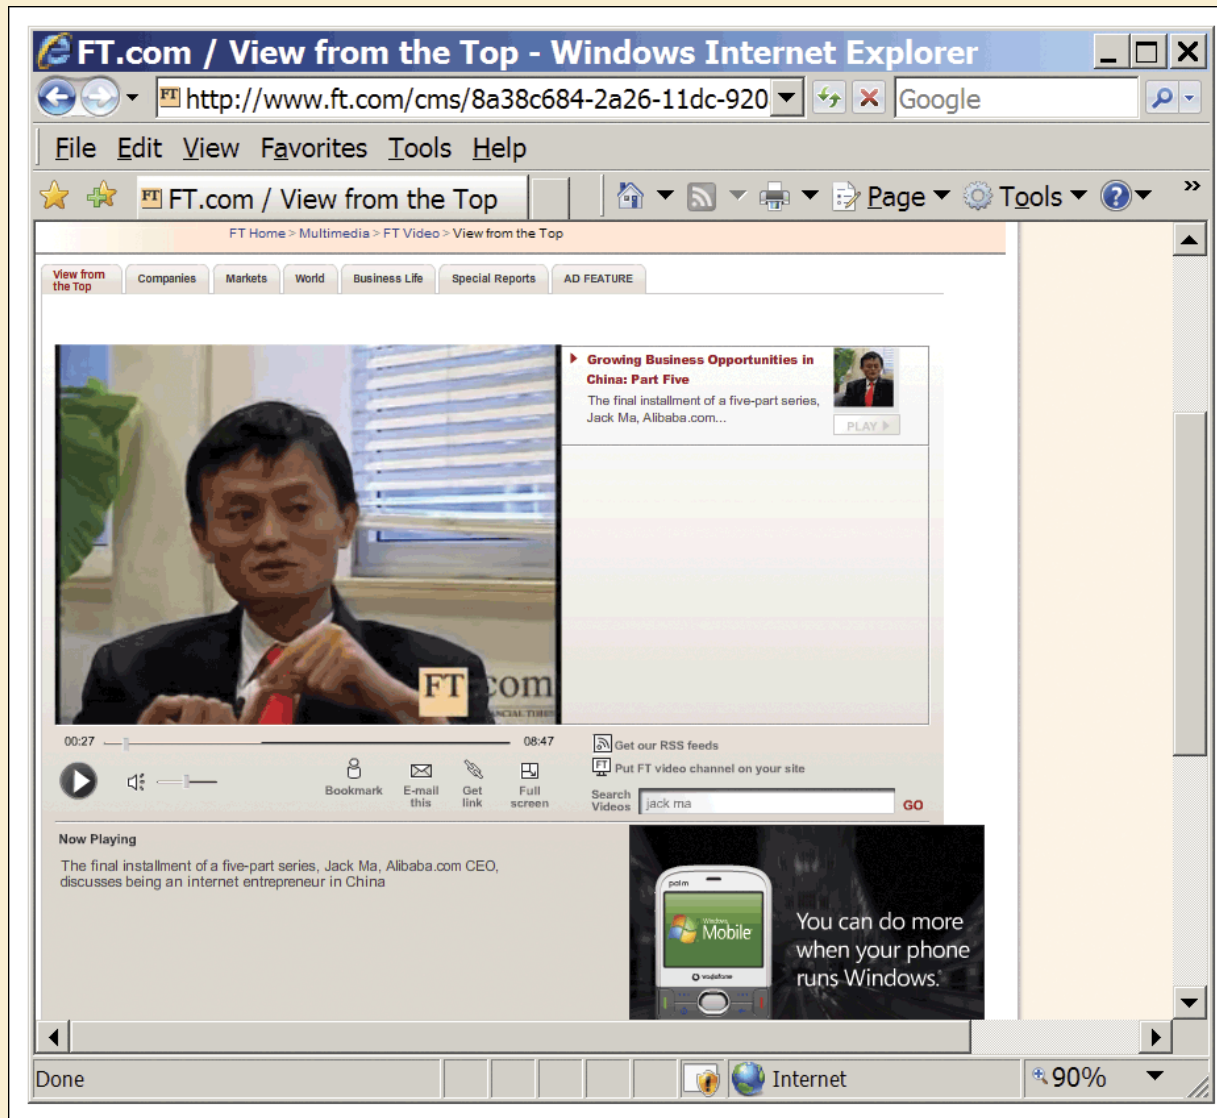 FT.com / View from the Top - Windows Internet Explorer
FT http://www.ft.com/cms/8a38c684-2a26-11dc-920
Google
File Edit View Favorites Tools Help
FT FT.com / View from the Top
Page Tools »
FT Home > Multimedia > FT Video > View from the Top
View from
the Top
Companies Markets World Business Life Special Reports AD FEATURE
Growing Business Opportunities in
China: Part Five
The final installment of a five-part series,
Jack Ma, Alibaba.com...
PLAY
FT com
00:27 08:47
Bookmark
E-mail
this
Get
link
Full
screen
Get our RSS feeds
FT Put FT video channel on your site
Search
Videos
jack ma
GO
Now Playing
The final installment of a five-part series, Jack Ma, Alibaba.com CEO,
discusses being an internet entrepreneur in China
palm
Windows
Mobile
vodafone
You can do more
when your phone
runs Windows.
Done Internet 90%